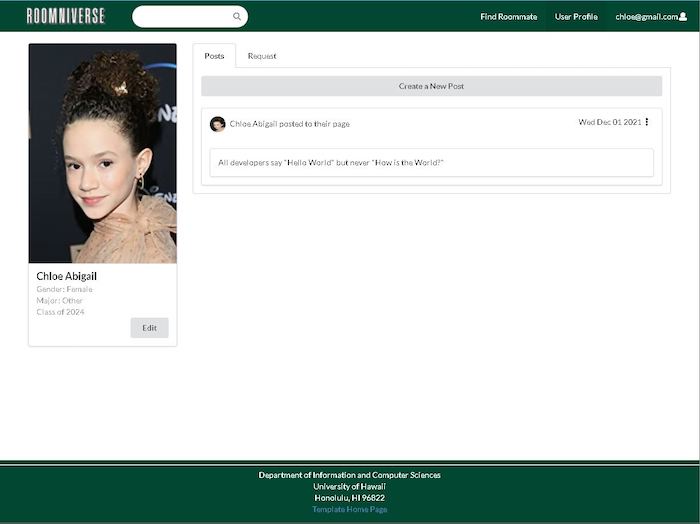 ROOMNIVERSE
Find Roommate
User Profile
chloe@gmail.com
Posts
Request
Create a New Post
Chloe Abigail posted to their page
Wed Dec 01 2021
All developers say "Hello World" but never "How is the World?"
Chloe Abigail
Gender: Female
Major: Other
Class of 2024
Edit
Department of Information and Computer Sciences
University of Hawaii
Honolulu, HI 96822
Template Home Page